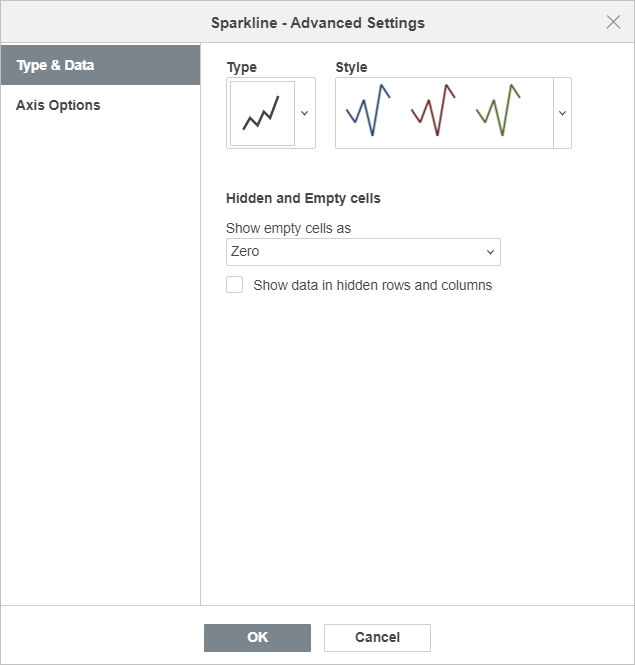 Sparkline - Advanced Settings
Type & Data
Axis Options
Type
Style
Hidden and Empty cells
Show empty cells as
Zero
Show data in hidden rows and columns
OK
Cancel